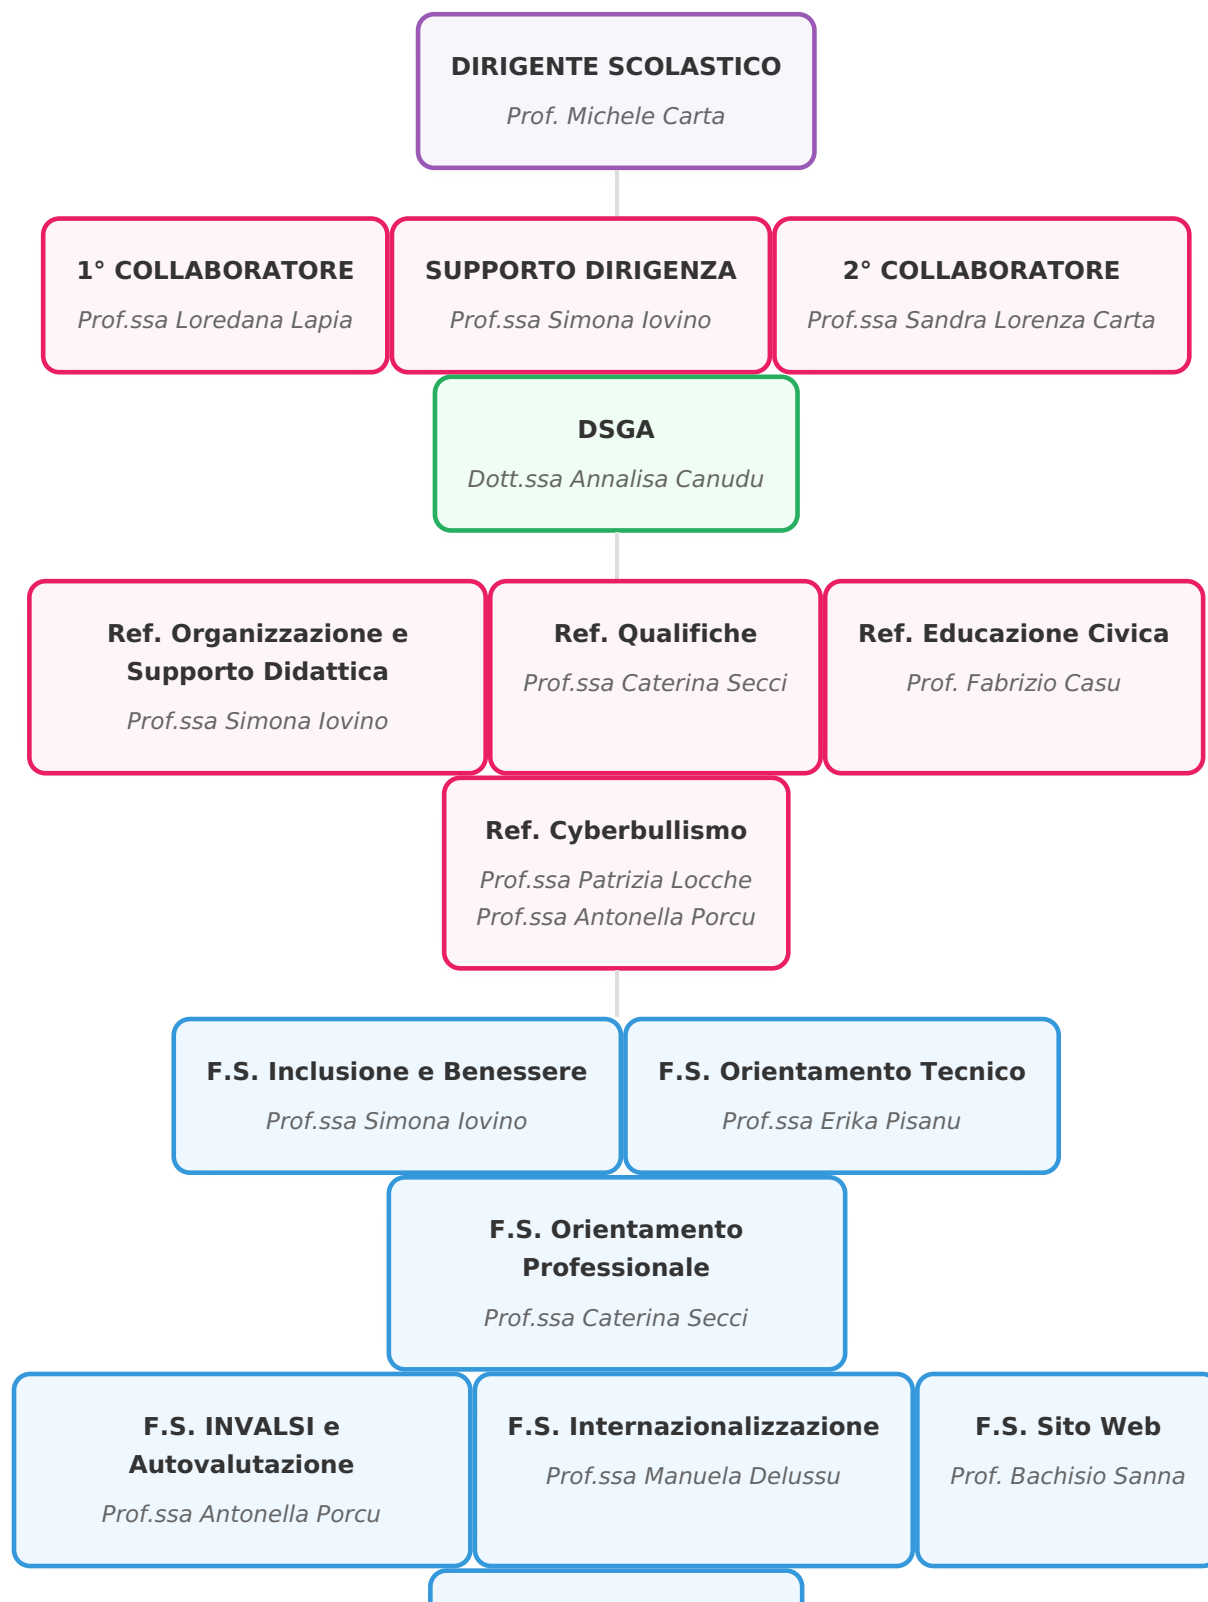 DIRIGENTE SCOLASTICO
Prof. Michele Carta
1° COLLABORATORE
Prof.ssa Loredana Lapia
SUPPORTO DIRIGENZA
Prof.ssa Simona Iovino
2° COLLABORATORE
Prof.ssa Sandra Lorenza Carta
DSGA
Dott.ssa Annalisa Canudu
Ref. Organizzazione e
Supporto Didattica
Prof.ssa Simona Iovino
Ref. Qualifiche
Prof.ssa Caterina Secci
Ref. Educazione Civica
Prof. Fabrizio Casu
Ref. Cyberbullismo
Prof.ssa Patrizia Locche
Prof.ssa Antonella Porcu
F.S. Inclusione e Benessere
Prof.ssa Simona Iovino
F.S. Orientamento Tecnico
Prof.ssa Erika Pisanu
F.S. Orientamento
Professionale
Prof.ssa Caterina Secci
F.S. INVALSI e
Autovalutazione
Prof.ssa Antonella Porcu
F.S. Internazionalizzazione
Prof.ssa Manuela Delussu
F.S. Sito Web
Prof. Bachisio Sanna